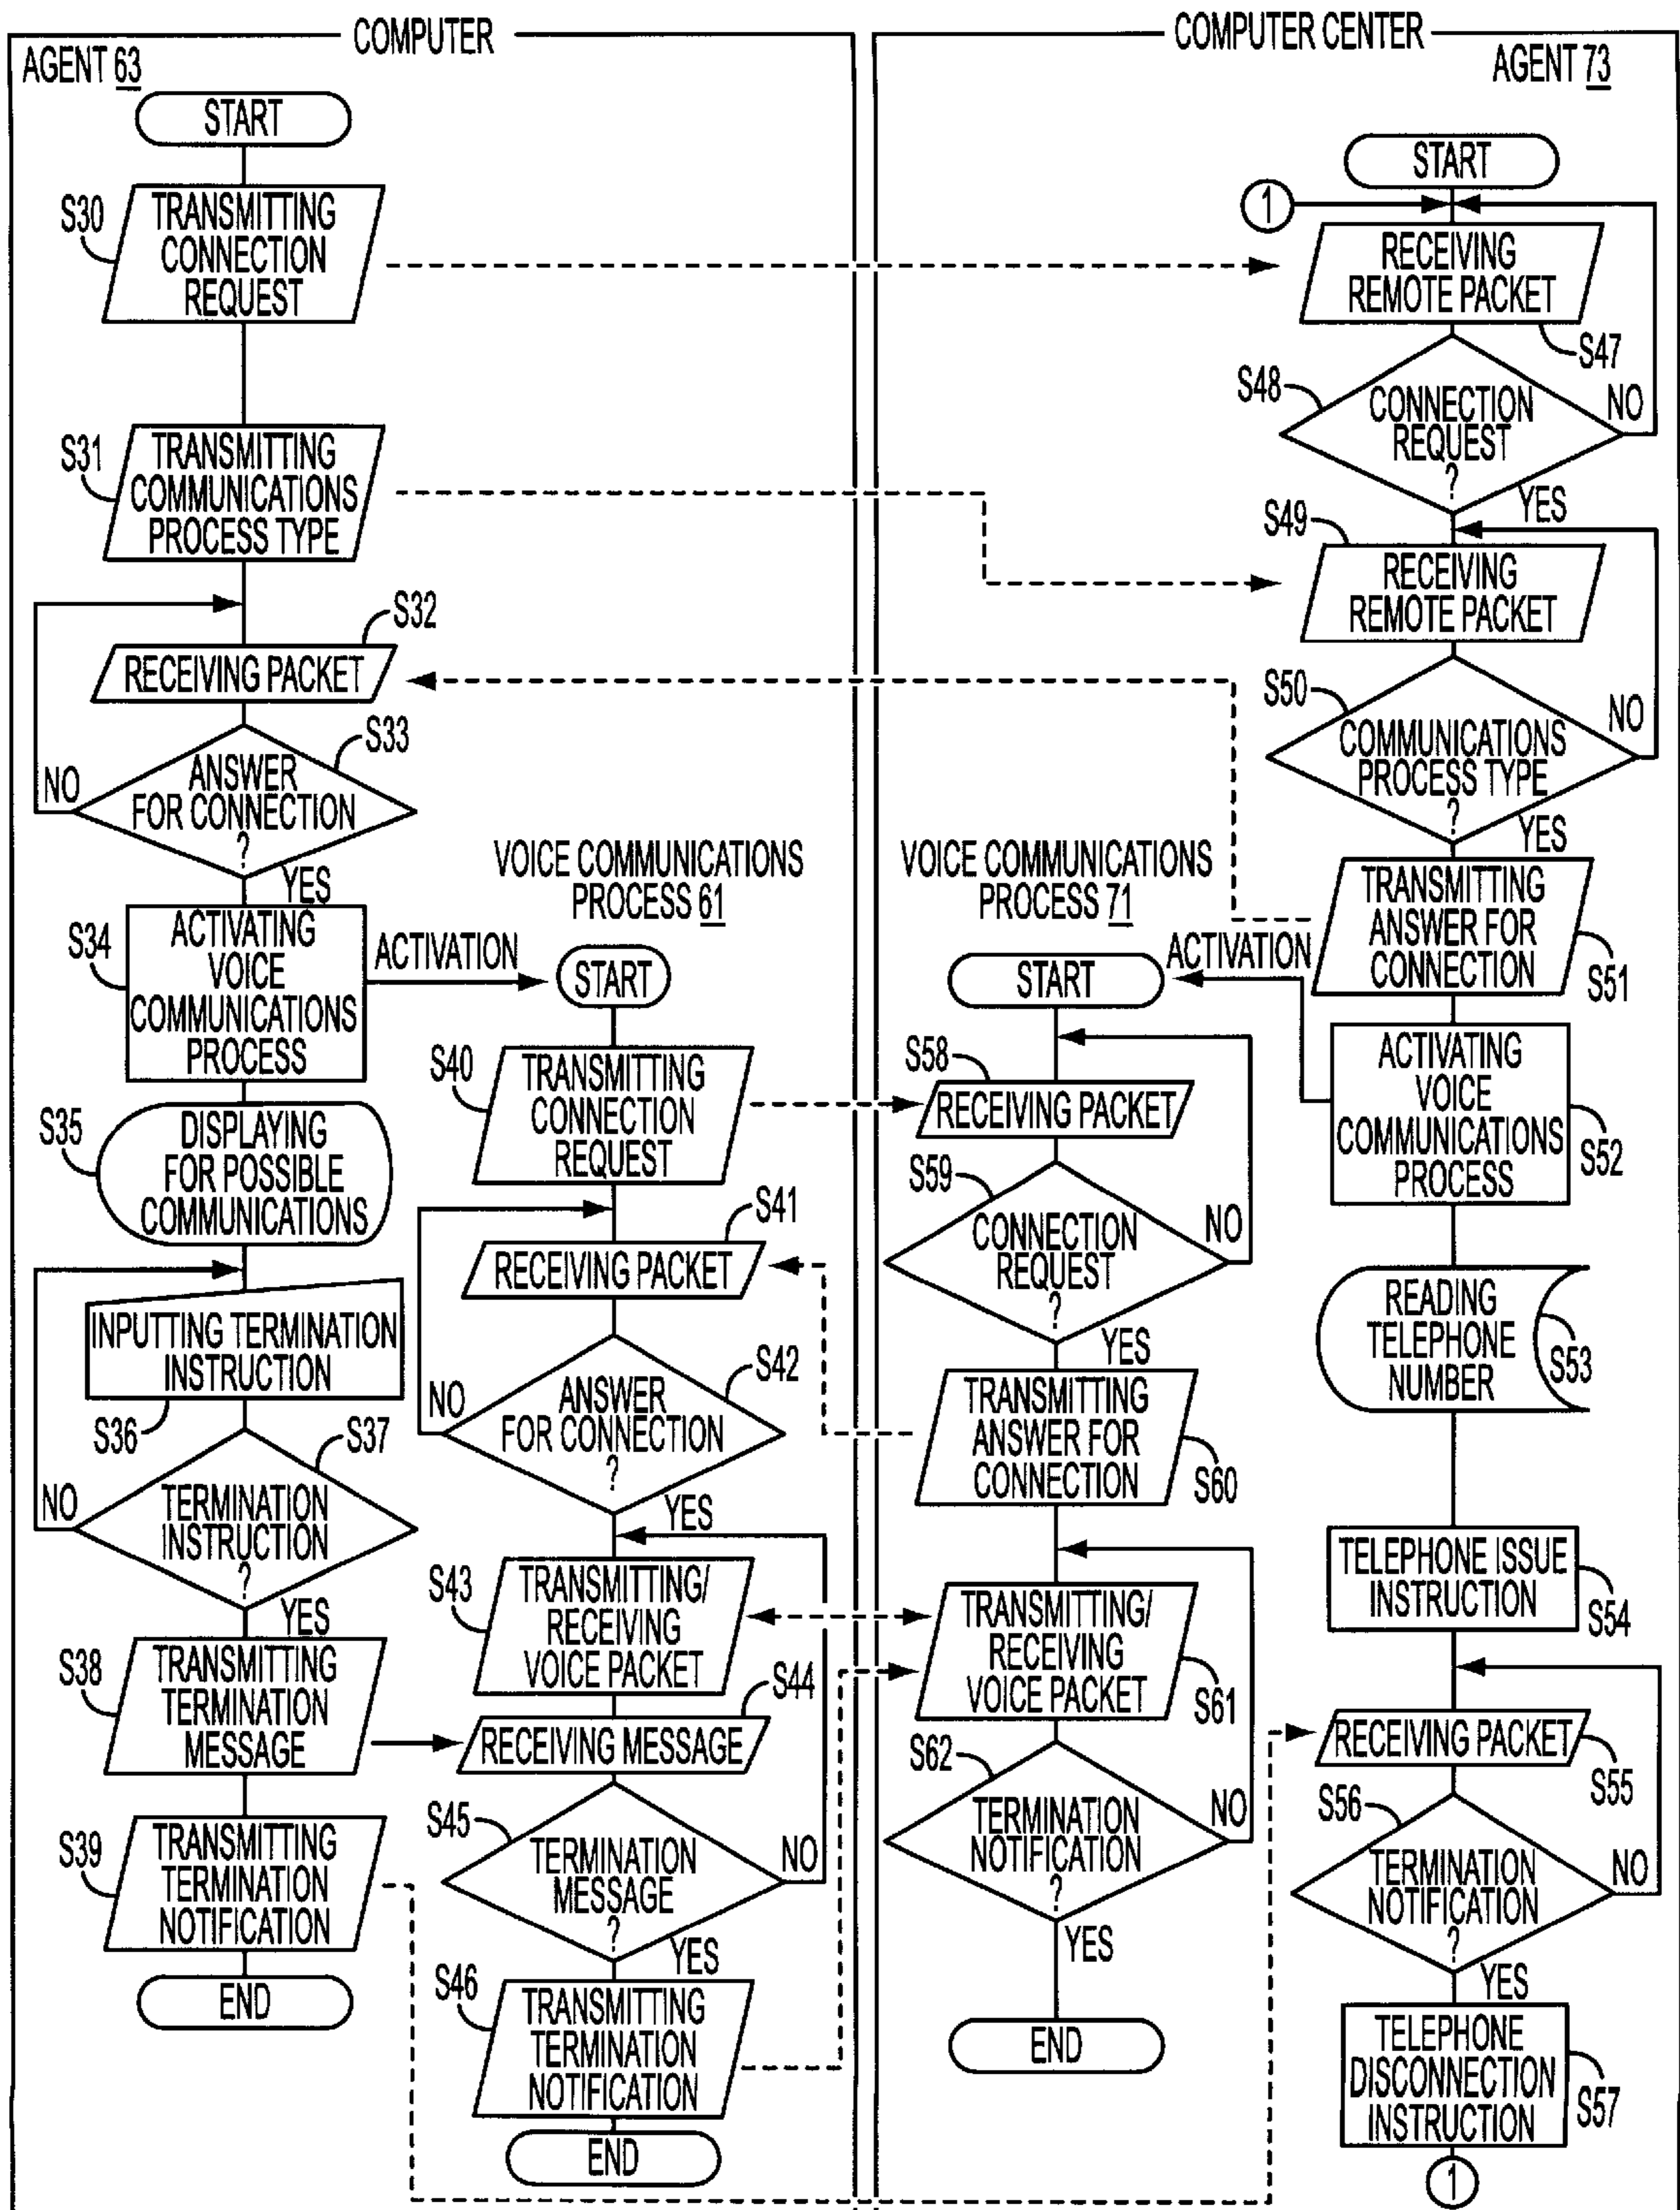 COMPUTER
AGENT 63
START
S30
TRANSMITTING
CONNECTION
REQUEST
S31
TRANSMITTING
COMMUNICATIONS
PROCESS TYPE
S32
RECEIVING PACKET
S33
ANSWER
FOR CONNECTION
?
NO
YES
S34
ACTIVATING
VOICE
COMMUNICATIONS
PROCESS
ACTIVATION
S35
DISPLAYING
FOR POSSIBLE
COMMUNICATIONS
INPUTTING TERMINATION
INSTRUCTION
S36
S37
TERMINATION
INSTRUCTION
?
NO
YES
S38
TRANSMITTING
TERMINATION
MESSAGE
S39
TRANSMITTING
TERMINATION
NOTIFICATION
END
VOICE COMMUNICATIONS
PROCESS 61
START
S40
TRANSMITTING
CONNECTION
REQUEST
S41
RECEIVING PACKET
S42
ANSWER
FOR CONNECTION
?
NO
YES
S43
TRANSMITTING/
RECEIVING
VOICE PACKET
S44
RECEIVING MESSAGE
S45
TERMINATION
MESSAGE
?
NO
YES
S46
TRANSMITTING
TERMINATION
NOTIFICATION
END
COMPUTER CENTER
VOICE COMMUNICATIONS
PROCESS 71
START
S58
RECEIVING PACKET
S59
CONNECTION
REQUEST
?
NO
YES
TRANSMITTING
ANSWER FOR
CONNECTION
S60
TRANSMITTING/
RECEIVING
VOICE PACKET
S61
S62
TERMINATION
NOTIFICATION
?
NO
YES
END
AGENT 73
START
1
RECEIVING
REMOTE PACKET
S47
S48
CONNECTION
REQUEST
?
NO
YES
S49
RECEIVING
REMOTE PACKET
S50
COMMUNICATIONS
PROCESS TYPE
?
NO
YES
TRANSMITTING
ANSWER FOR
CONNECTION
S51
ACTIVATION
ACTIVATING
VOICE
COMMUNICATIONS
PROCESS
S52
READING
TELEPHONE
NUMBER
S53
TELEPHONE ISSUE
INSTRUCTION
S54
RECEIVING PACKET
S55
S56
TERMINATION
NOTIFICATION
?
NO
YES
TELEPHONE
DISCONNECTION
INSTRUCTION
S57
1